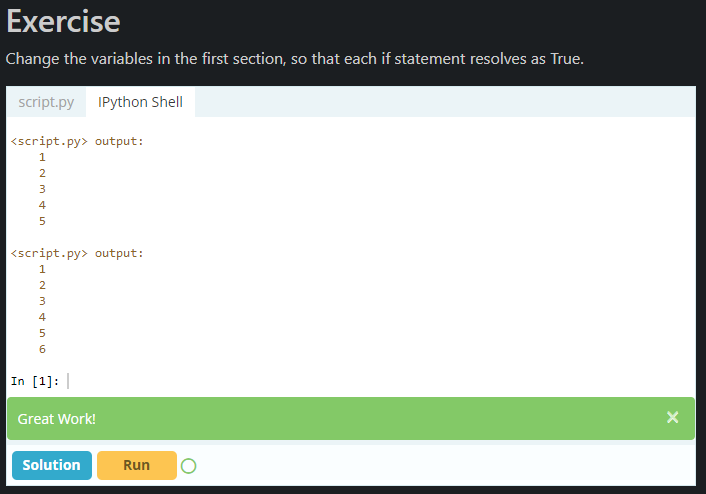 Exercise
Change the variables in the first section, so that each if statement resolves as True.
script.py IPython Shell
<script.py> output:
1
2
3
4
5
<script.py> output:
1
2
3
4
5
6
In [1]:
Great Work! ×
Solution Run